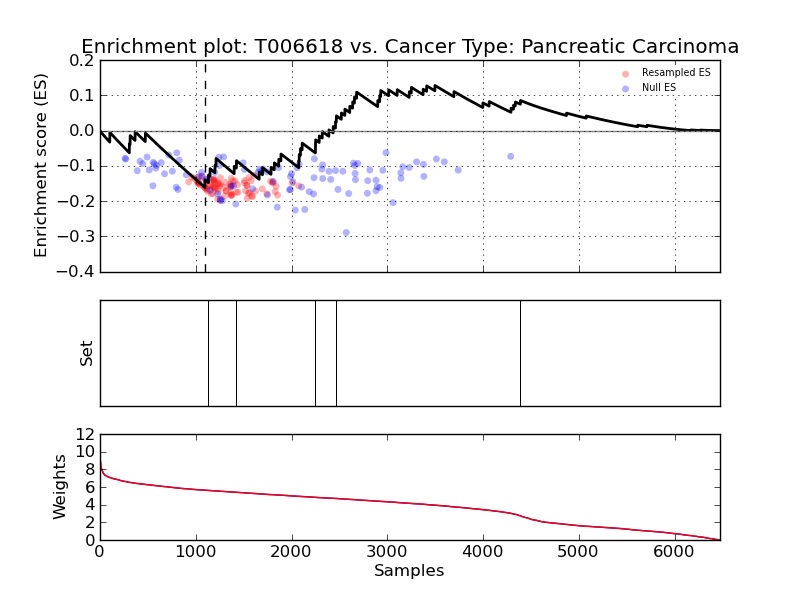 Enrichment plot: T006618 vs. Cancer Type: Pancreatic Carcinoma
0.2
0.1
0.0
−0.1
−0.2
−0.3
−0.4
Enrichment score (ES)
Resampled ES
Null ES
Set
12
10
8
6
4
2
0
Weights
0 1000 2000 3000 4000 5000 6000
Samples